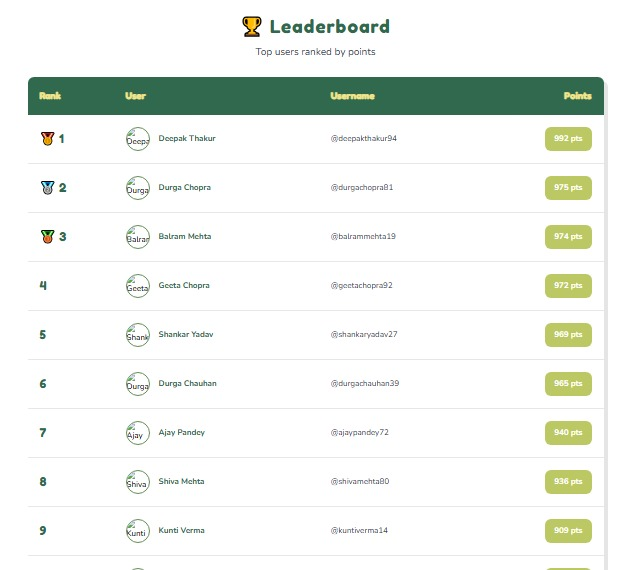 Leaderboard
Top users ranked by points
Rank User Username Points
1 Deepa Deepak Thakur @deepakthakur94 992 pts
2 Durga Durga Chopra @durgachopra81 975 pts
3 Balram Balram Mehta @balrammehta19 974 pts
4 Geeta Geeta Chopra @geetachopra92 972 pts
5 Shank Shankar Yadav @shankaryadav27 969 pts
6 Durga Durga Chauhan @durgachauhan39 965 pts
7 Ajay Ajay Pandey @ajaypandey72 940 pts
8 Shiva Shiva Mehta @shivamehta80 936 pts
9 Kunti Kunti Verma @kuntiverma14 909 pts